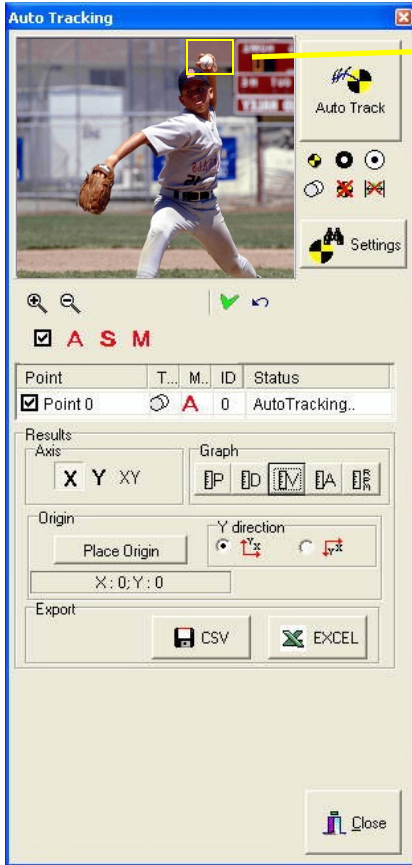 Auto Tracking
Auto Track
Settings
A S M
Point T... M.. ID Status
Point 0 A 0 AutoTracking..
Results
Axis
X Y XY
Graph
P D V A RPM
Origin
Place Origin
X : 0; Y : 0
Y direction
Y X
Y X
Export
CSV
EXCEL
Close